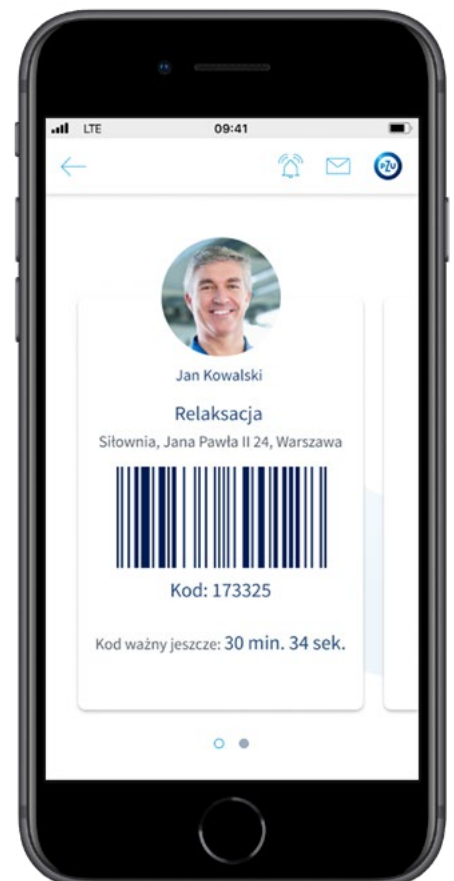 LTE 09:41
PZU
Jan Kowalski
Relaksacja
Siłownia, Jana Pawła II 24, Warszawa
Kod: 173325
Kod ważny jeszcze: 30 min. 34 sek.